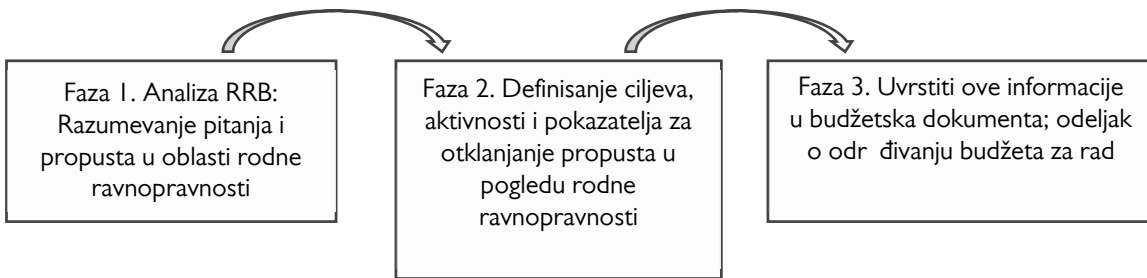 Faza 1. Analiza RRB:
Razumevanje pitanja i
propusta u oblasti rodne
ravnopravnosti
Faza 2. Definisanje ciljeva,
aktivnosti i pokazatelja za
otklanjanje propusta u
pogledu rodne
ravnopravnosti
Faza 3. Uvrstiti ove informacije
u budžetska dokumenta; odeljak
o odr đivanju budžeta za rad